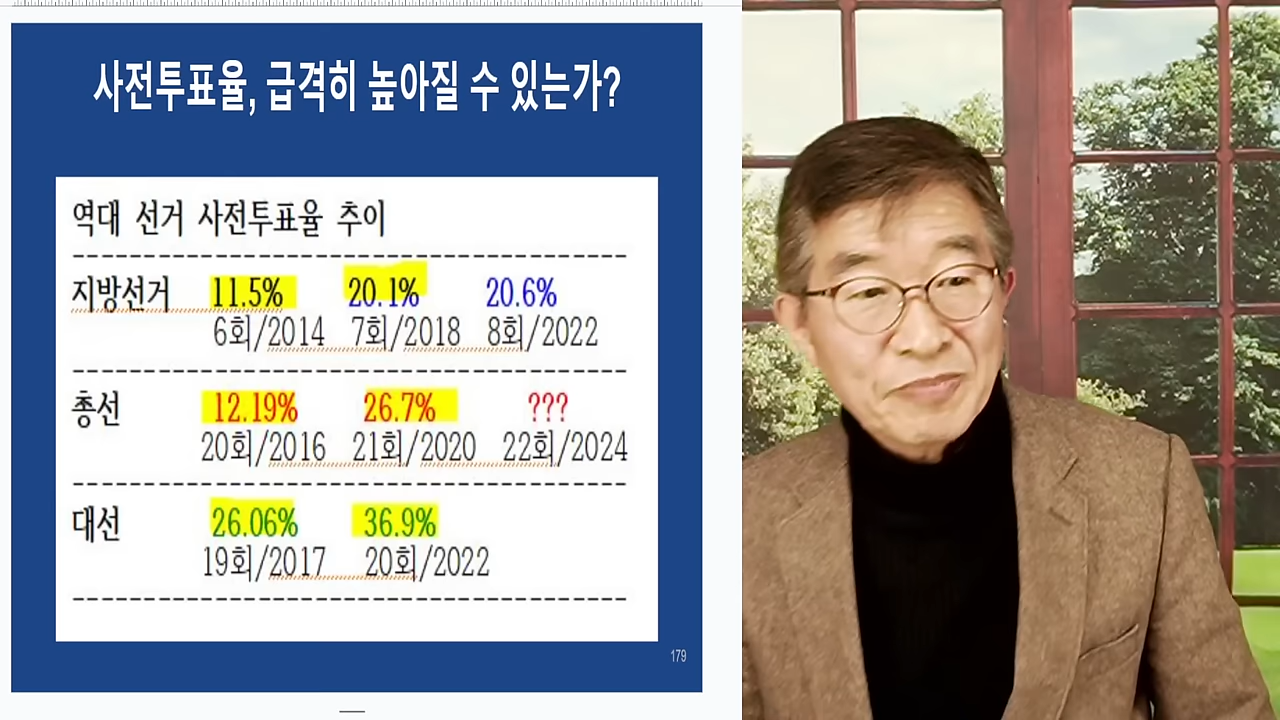 사전투표율, 급격히 높아질 수 있는가?
역대 선거 사전투표율 추이
지방선거 11.5% 20.1% 20.6%
6회/2014 7회/2018 8회/2022
총선 12.19% 26.7% ???
20회/2016 21회/2020 22회/2024
대선 26.06% 36.9%
19회/2017 20회/2022
179